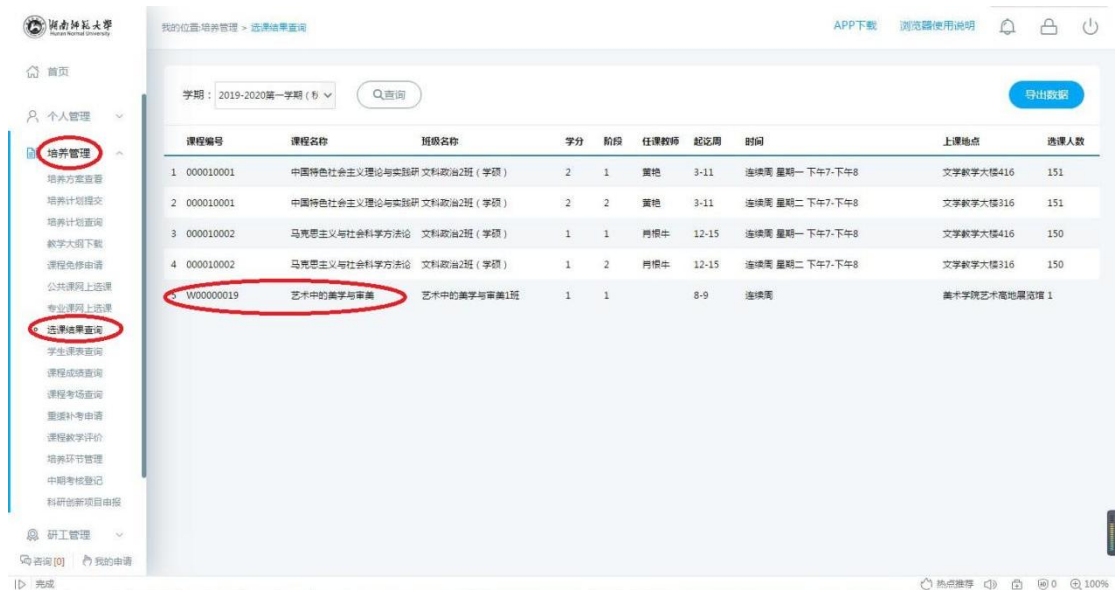 湖南师范大学
Hunan Normal University
我的位置:培养管理 > 选课结果查询
APP下载 浏览器使用说明
首页
个人管理
培养管理
培养方案查看
培养计划提交
培养计划查询
教学大纲下载
课程免修申请
公共课网上选课
专业课网上选课
选课结果查询
学生课表查询
课程成绩查询
课程考场查询
重缓补考申请
课程教学评价
培养环节管理
中期考核登记
科研创新项目申报
研工管理
咨询[0] 我的申请
学期: 2019-2020第一学期 ( 查询 导出数据
课程编号 课程名称 班级名称 学分 阶段 任课教师 起讫周 时间 上课地点 选课人数
1 000010001 中国特色社会主义理论与实践研 文科政治2班 ( 学硕 ) 2 1 黄艳 3-11 连续周 星期一 下午7-下午8 文学教学大楼416 151
2 000010001 中国特色社会主义理论与实践研 文科政治2班 ( 学硕 ) 2 2 黄艳 3-11 连续周 星期二 下午7-下午8 文学教学大楼316 151
3 000010002 马克思主义与社会科学方法论 文科政治2班 ( 学硕 ) 1 1 肖根牛 12-15 连续周 星期一 下午7-下午8 文学教学大楼416 150
4 000010002 马克思主义与社会科学方法论 文科政治2班 ( 学硕 ) 1 2 肖根牛 12-15 连续周 星期二 下午7-下午8 文学教学大楼316 150
5 W00000019 艺术中的美学与审美 艺术中的美学与审美1班 1 1 8-9 连续周 美术学院艺术高地展览馆 1
完成 热点推荐 0 100%